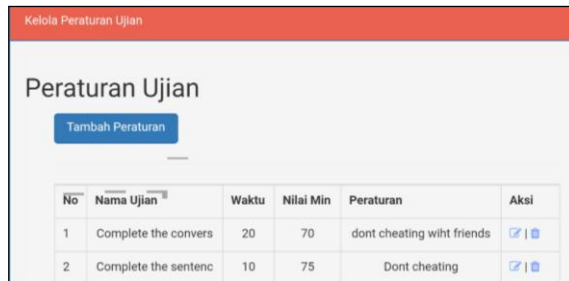 Kelola Peraturan Ujian
Peraturan Ujian
Tambah Peraturan
No Nama Ujian Waktu Nilai Min Peraturan Aksi
1 Complete the convers 20 70 dont cheating wiht friends |
2 Complete the sentenc 10 75 Dont cheating |